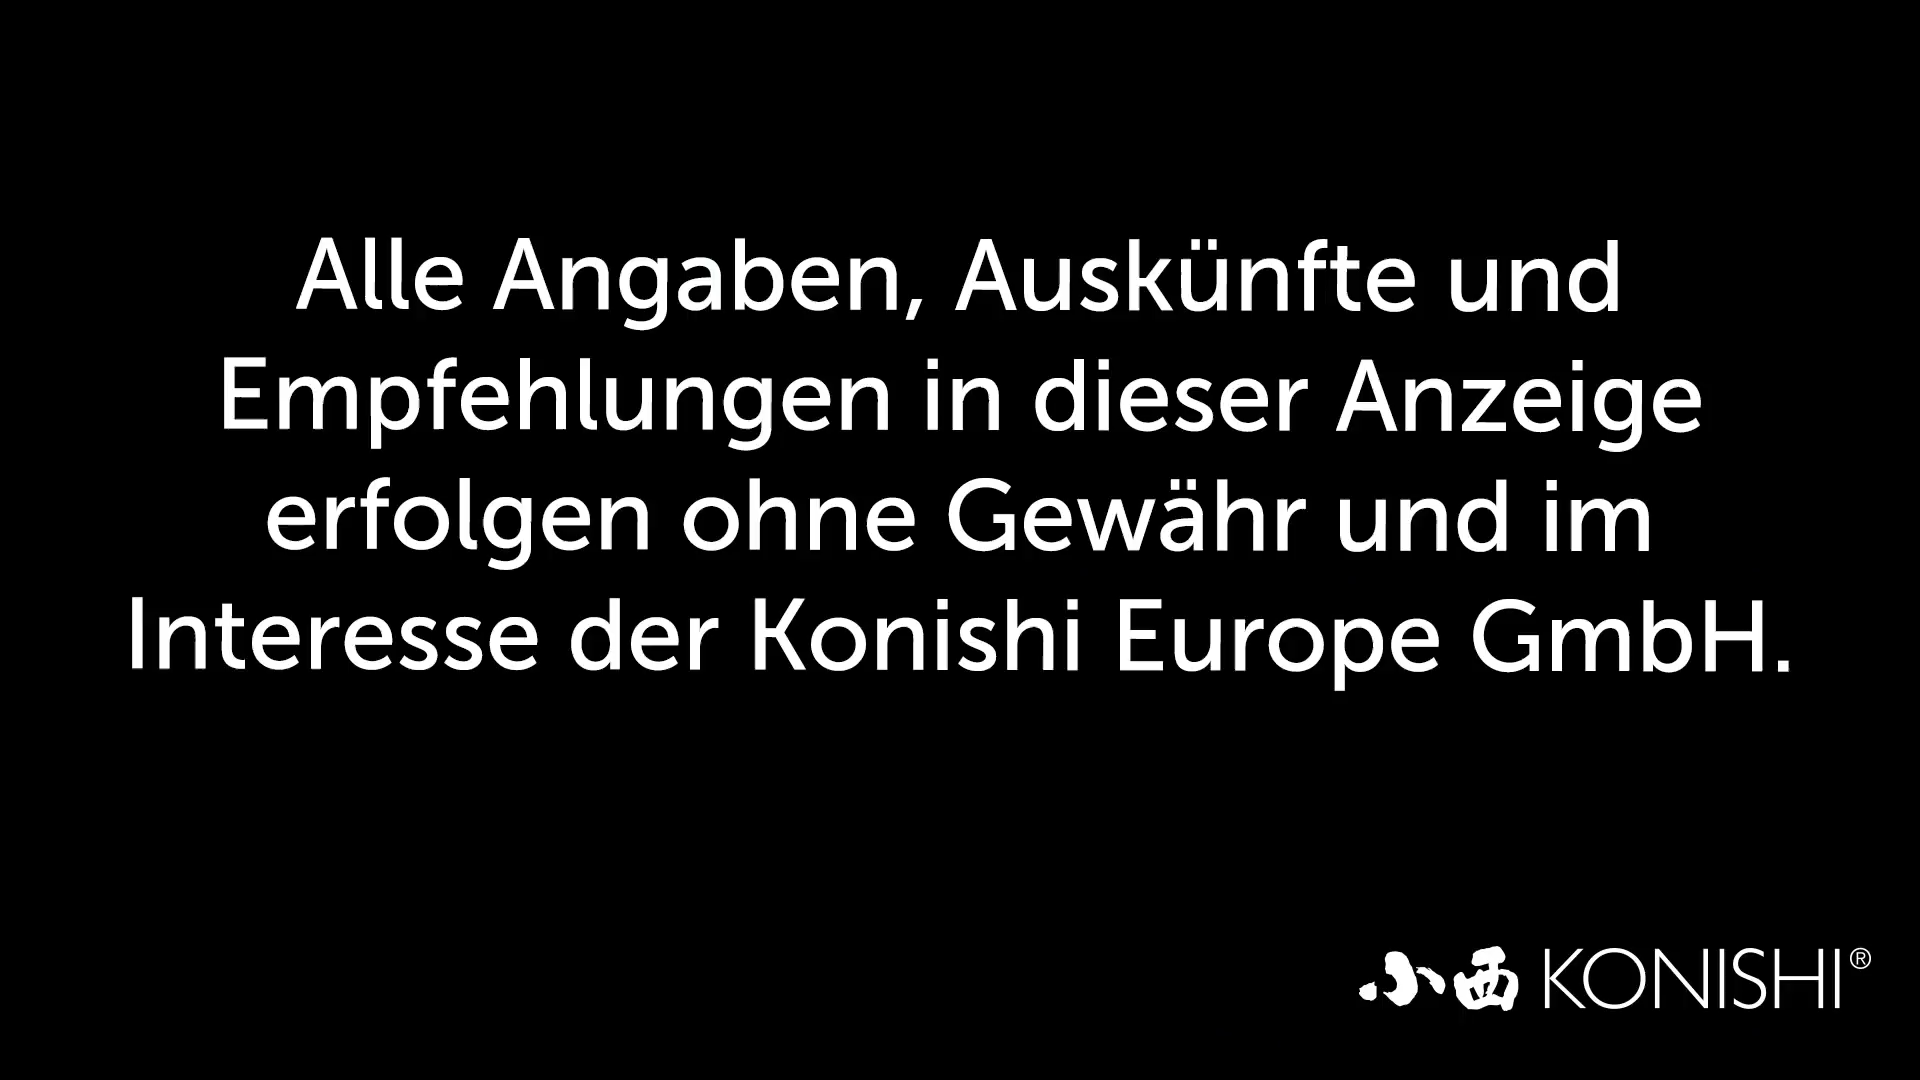 Alle Angaben, Auskünfte und
Empfehlungen in dieser Anzeige
erfolgen ohne Gewähr und im
Interesse der Konishi Europe GmbH.
小西 KONISHI®